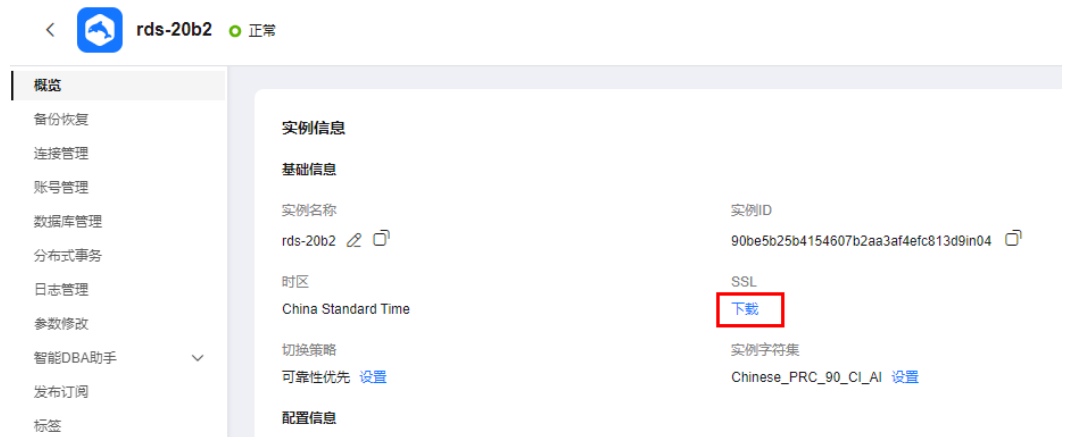 rds-20b2 正常
概览
备份恢复
连接管理
账号管理
数据库管理
分布式事务
日志管理
参数修改
智能DBA助手
发布订阅
标签
实例信息
基础信息
实例名称 实例ID
rds-20b2 90be5b25b4154607b2aa3af4efc813d9in04
时区 SSL
China Standard Time 下载
切换策略 实例字符集
可靠性优先 设置 Chinese_PRC_90_CI_AI 设置
配置信息